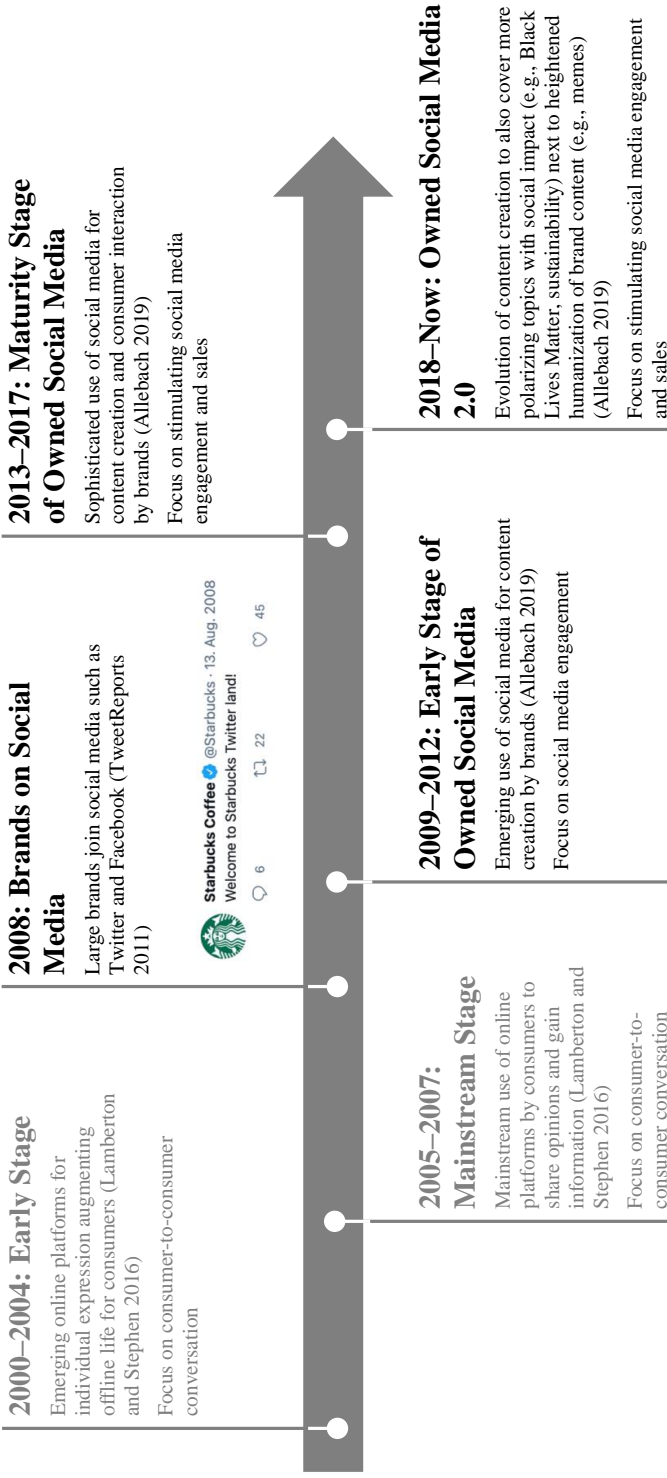 2000–2004: Early Stage
Emerging online platforms for
individual expression augmenting
offline life for consumers (Lamberton
and Stephen 2016)
Focus on consumer-to-consumer
conversation
2005–2007:
Mainstream Stage
Mainstream use of online
platforms by consumers to
share opinions and gain
information (Lamberton and
Stephen 2016)
Focus on consumer-to-
consumer conversation
2008: Brands on Social
Media
Large brands join social media such as
Twitter and Facebook (TweetReports
2011)
Starbucks Coffee @Starbucks · 13. Aug. 2008
Welcome to Starbucks Twitter land!
6 22 45
2009–2012: Early Stage of
Owned Social Media
Emerging use of social media for content
creation by brands (Allebach 2019)
Focus on social media engagement
2013–2017: Maturity Stage
of Owned Social Media
Sophisticated use of social media for
content creation and consumer interaction
by brands (Allebach 2019)
Focus on stimulating social media
engagement and sales
2018–Now: Owned Social Media
2.0
Evolution of content creation to also cover more
polarizing topics with social impact (e.g., Black
Lives Matter, sustainability) next to heightened
humanization of brand content (e.g., memes)
(Allebach 2019)
Focus on stimulating social media engagement
and sales